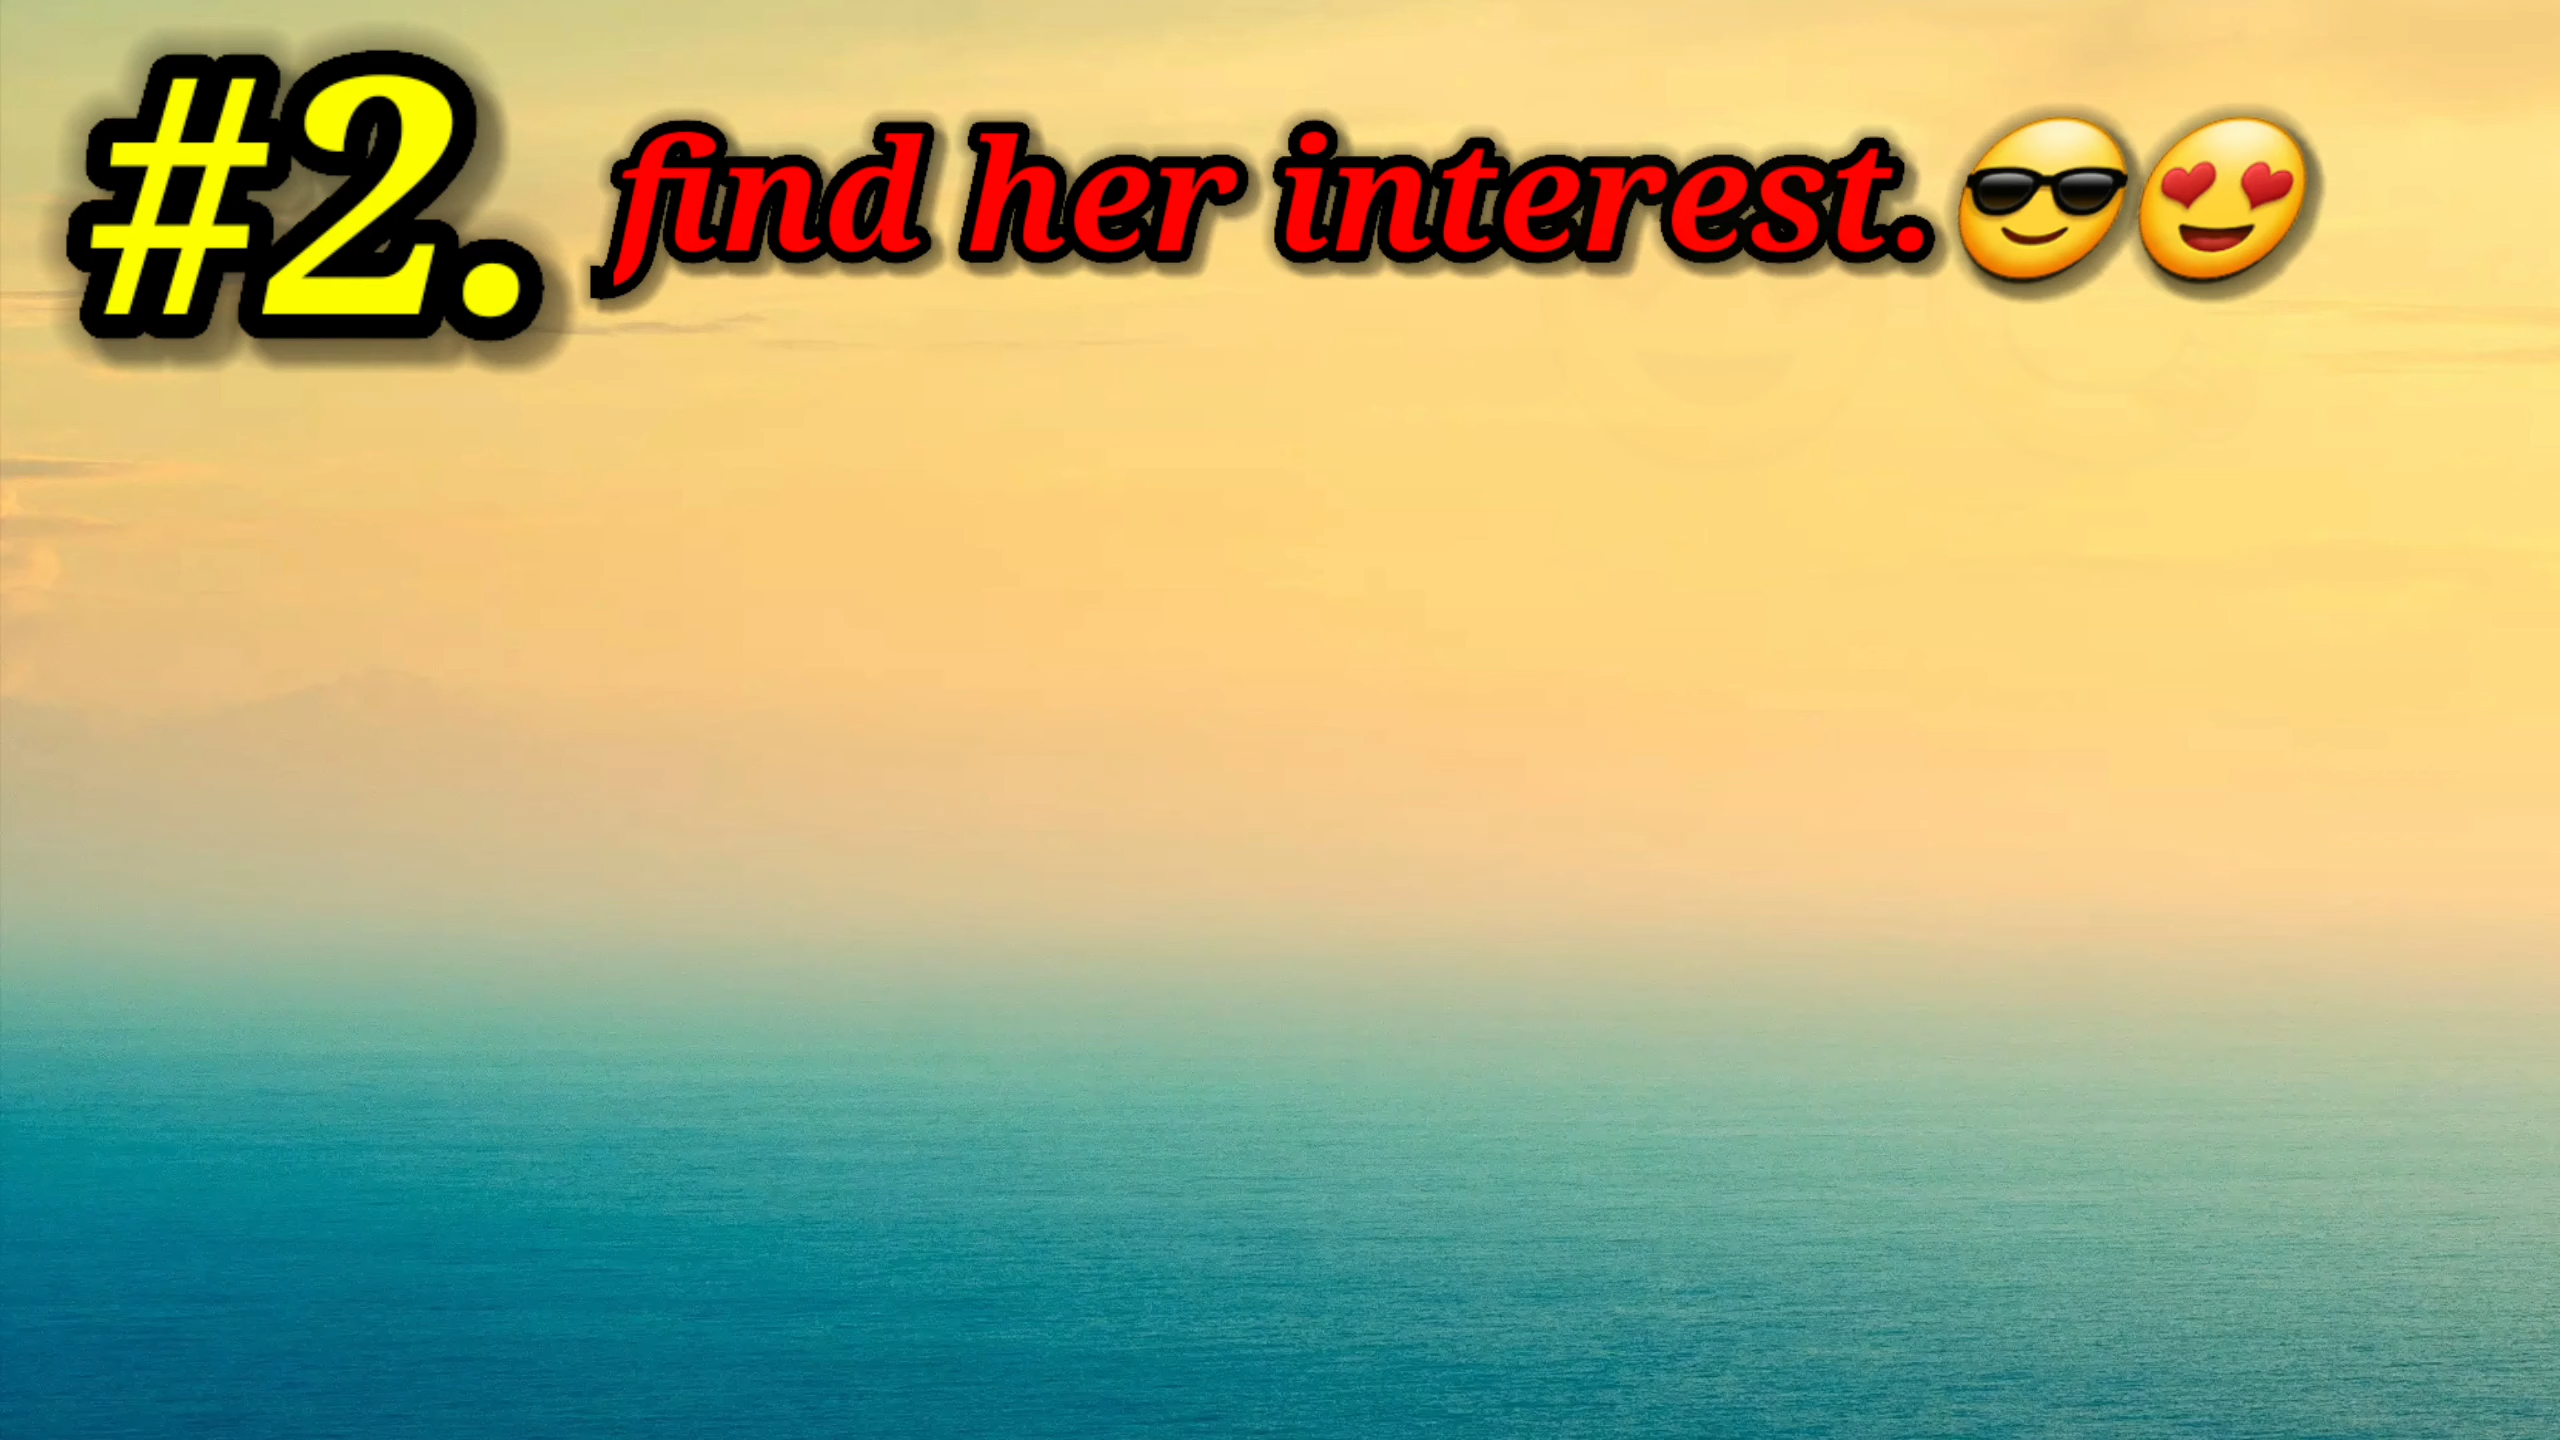 #2. find her interest.😎😍